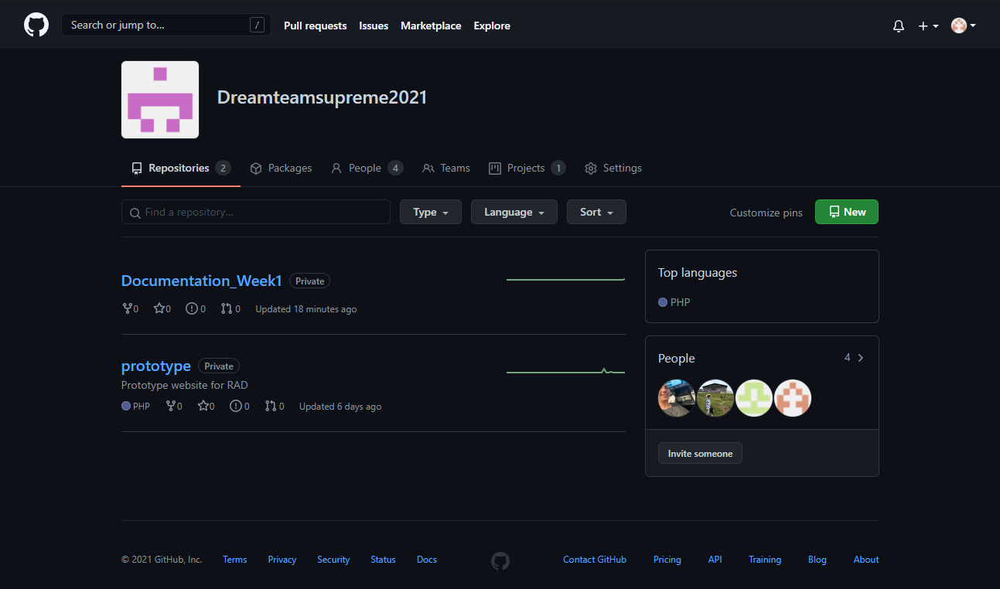 Search or jump to... / Pull requests Issues Marketplace Explore
Dreamteamsupreme2021
Repositories 2 Packages People 4 Teams Projects 1 Settings
Find a repository... Type Language Sort Customize pins New
Documentation_Week1 Private
0 0 0 0 Updated 18 minutes ago
prototype Private
Prototype website for RAD
PHP 0 0 0 0 Updated 6 days ago
Top languages
PHP
People 4
Invite someone
© 2021 GitHub, Inc. Terms Privacy Security Status Docs Contact GitHub Pricing API Training Blog About